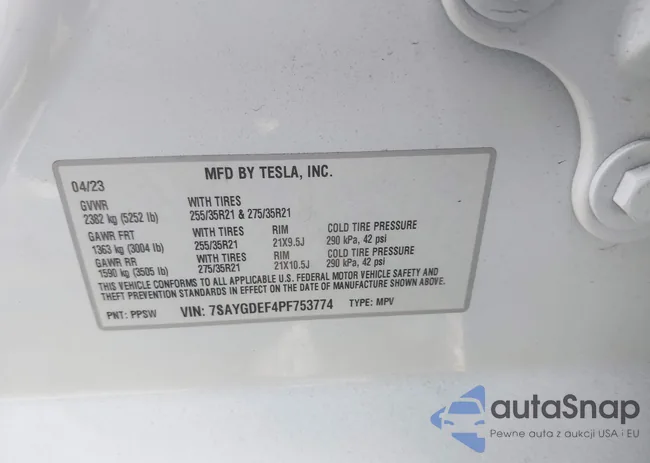 MFD BY TESLA, INC.
04/23
GVWR WITH TIRES
2382 kg (5252 lb) 255/35R21 & 275/35R21
GAWR FRT WITH TIRES RIM COLD TIRE PRESSURE
1363 kg (3004 lb) 255/35R21 21X9.5J 290 kPa, 42 psi
GAWR RR WITH TIRES RIM COLD TIRE PRESSURE
1590 kg (3505 lb) 275/35R21 21X10.5J 290 kPa, 42 psi
THIS VEHICLE CONFORMS TO ALL APPLICABLE U.S. FEDERAL MOTOR VEHICLE SAFETY AND
THEFT PREVENTION STANDARDS IN EFFECT ON THE DATE OF MANUFACTURE SHOWN ABOVE.
PNT: PPSW VIN: 7SAYGDEF4PF753774 TYPE: MPV
autoSnap
Pewne auta z aukcji USA i EU